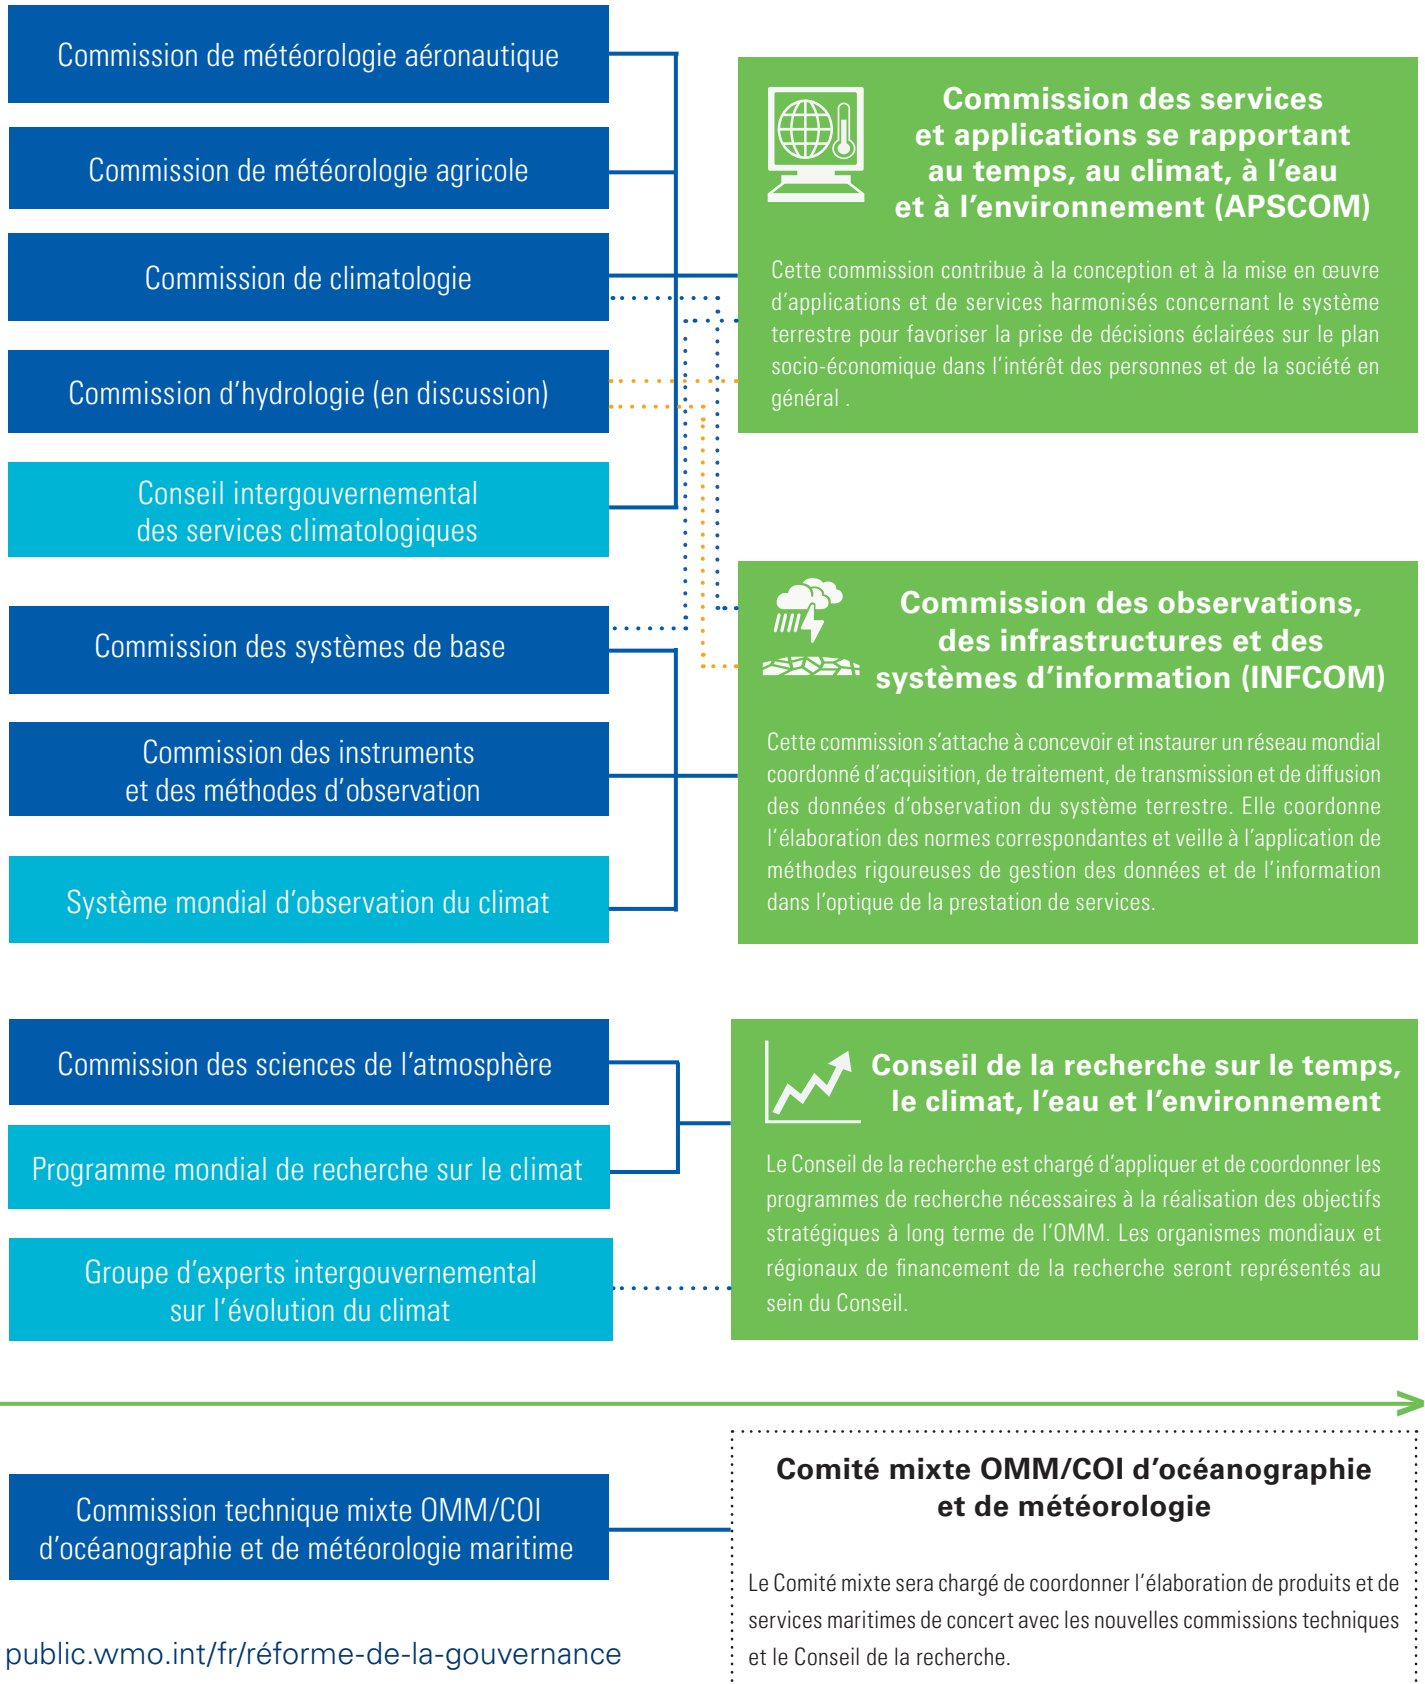 Commission de météorologie aéronautique
Commission de météorologie agricole
Commission de climatologie
Commission d'hydrologie (en discussion)
Conseil intergouvernemental
des services climatologiques
Commission des systèmes de base
Commission des instruments
et des méthodes d'observation
Système mondial d'observation du climat
Commission des services
et applications se rapportant
au temps, au climat, à l'eau
et à l'environnement (APSCOM)
Cette commission contribue à la conception et à la mise en œuvre
d'applications et de services harmonisés concernant le système
terrestre pour favoriser la prise de décisions éclairées sur le plan
socio-économique dans l'intérêt des personnes et de la société en
général .
Commission des observations,
des infrastructures et des
systèmes d'information (INFCOM)
Cette commission s'attache à concevoir et instaurer un réseau mondial
coordonné d'acquisition, de traitement, de transmission et de diffusion
des données d'observation du système terrestre. Elle coordonne
l'élaboration des normes correspondantes et veille à l'application de
méthodes rigoureuses de gestion des données et de l'information
dans l'optique de la prestation de services.
Commission des sciences de l'atmosphère
Programme mondial de recherche sur le climat
Groupe d'experts intergouvernemental
sur l'évolution du climat
Conseil de la recherche sur le temps,
le climat, l'eau et l'environnement
Le Conseil de la recherche est chargé d'appliquer et de coordonner les
programmes de recherche nécessaires à la réalisation des objectifs
stratégiques à long terme de l'OMM. Les organismes mondiaux et
régionaux de financement de la recherche seront représentés au
sein du Conseil.
Commission technique mixte OMM/COI
d'océanographie et de météorologie maritime
Comité mixte OMM/COI d'océanographie
et de météorologie
Le Comité mixte sera chargé de coordonner l'élaboration de produits et de
services maritimes de concert avec les nouvelles commissions techniques
et le Conseil de la recherche.
public.wmo.int/fr/réforme-de-la-gouvernance